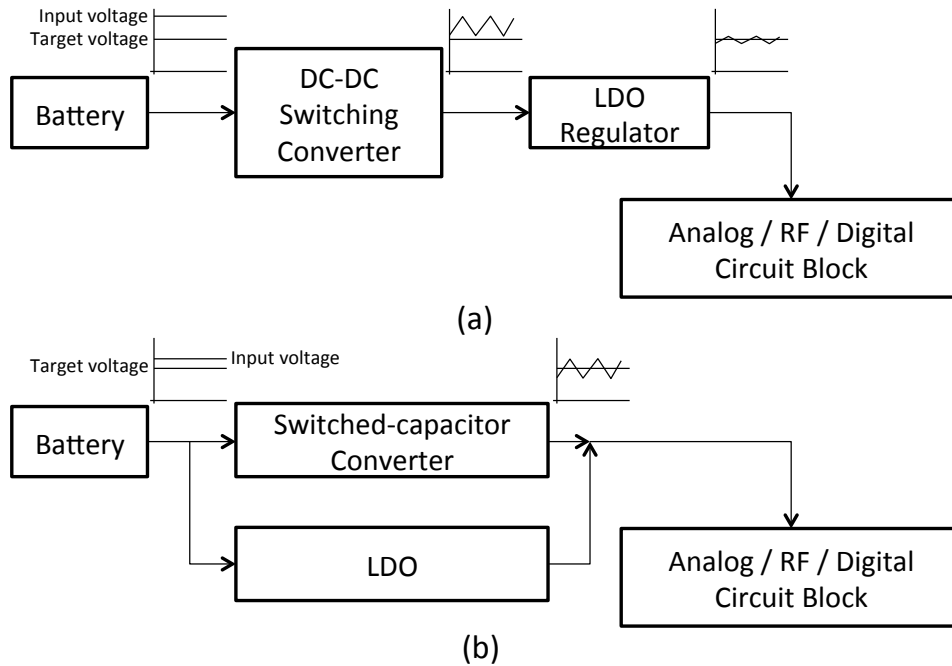 Input voltage
Target voltage
Battery
DC-DC
Switching
Converter
LDO
Regulator
Analog / RF / Digital
Circuit Block
(a)
Target voltage
Input voltage
Battery
Switched-capacitor
Converter
LDO
Analog / RF / Digital
Circuit Block
(b)